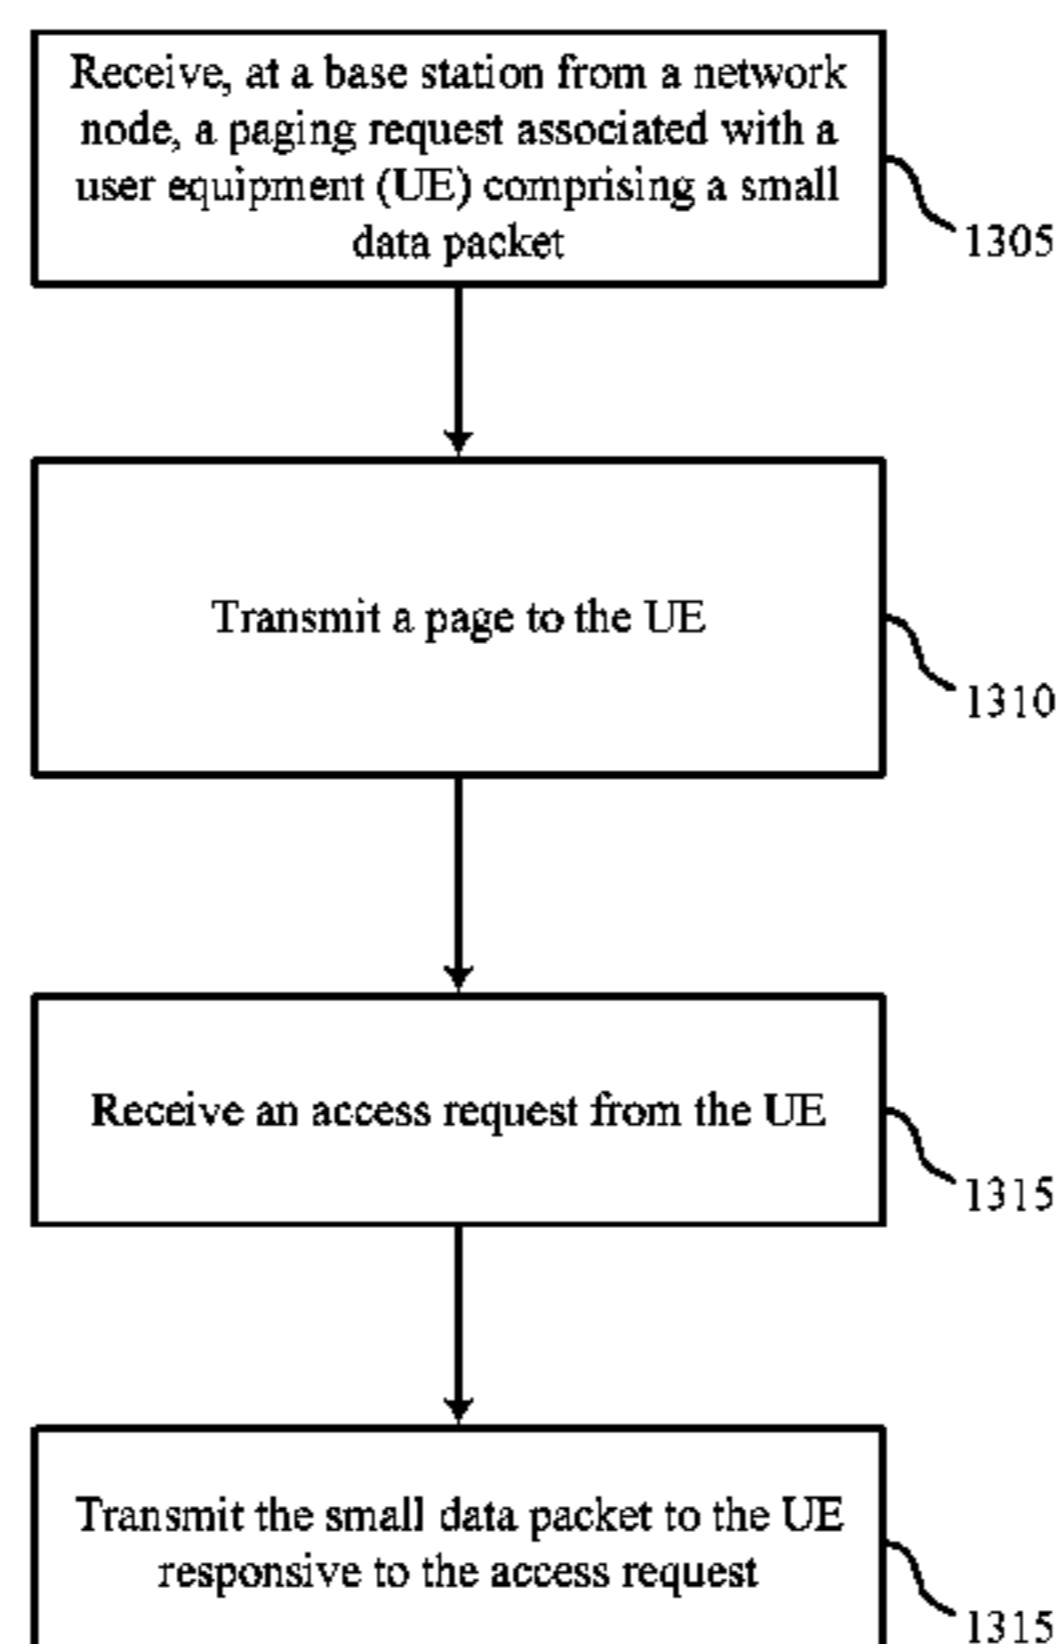 Receive, at a base station from a network
node, a paging request associated with a
user equipment (UE) comprising a small
data packet
1305
Transmit a page to the UE
1310
Receive an access request from the UE
1315
Transmit the small data packet to the UE
responsive to the access request
1315